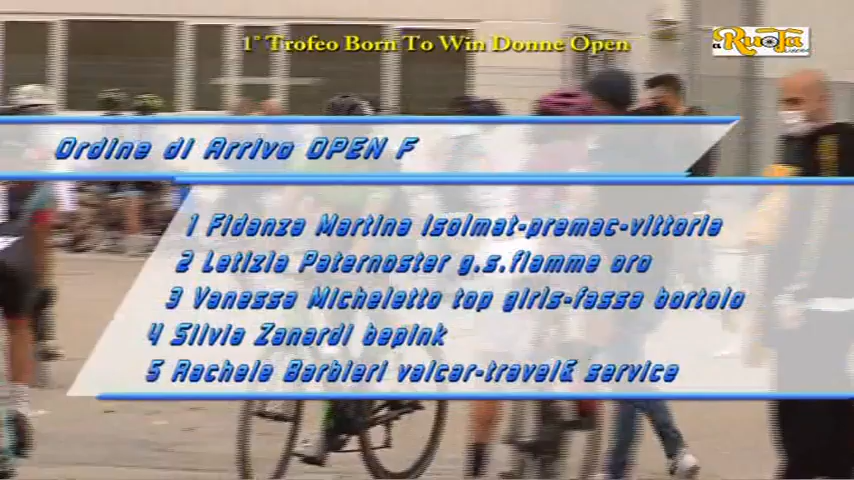 1° Trofeo Born To Win Donne Open
a RuoTa
LIBERA
Ordine di Arrivo OPEN F
1 Fidanza Martina isolmat-premac-vittoria
2 Letizia Paternoster g.s.fiamme oro
3 Vanessa Micheletto top girls-fassa bortolo
4 Silvia Zanardi bepink
5 Rachele Barbieri valcar-travel& service